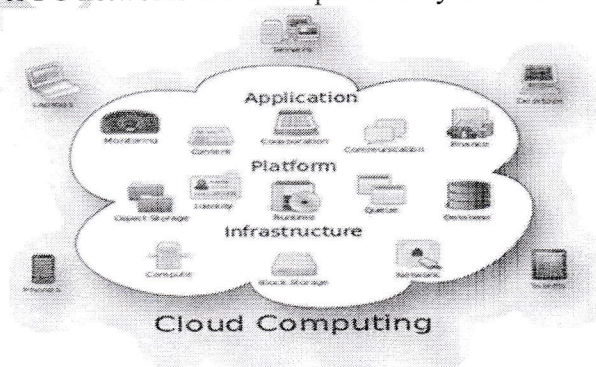 Servers
Laptops
Desktops
Application
Monitoring
Content
Collaboration
Communication
Finance
Platform
Object Storage
Identity
Runtime
Queue
Database
Infrastructure
Compute
Block Storage
Network
Phones
Tablets
Cloud Computing